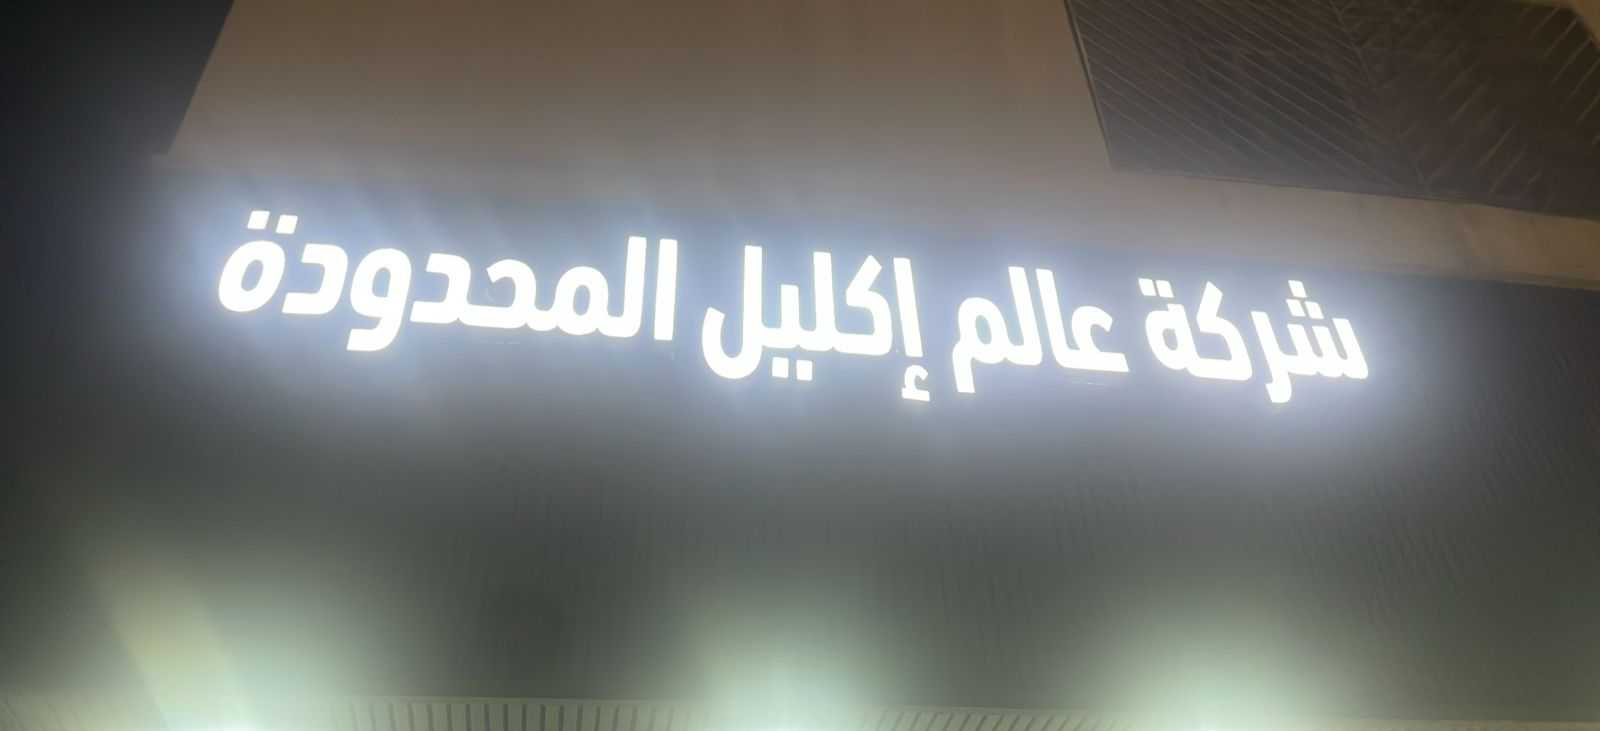 شركة عالم إكليل المحدودة